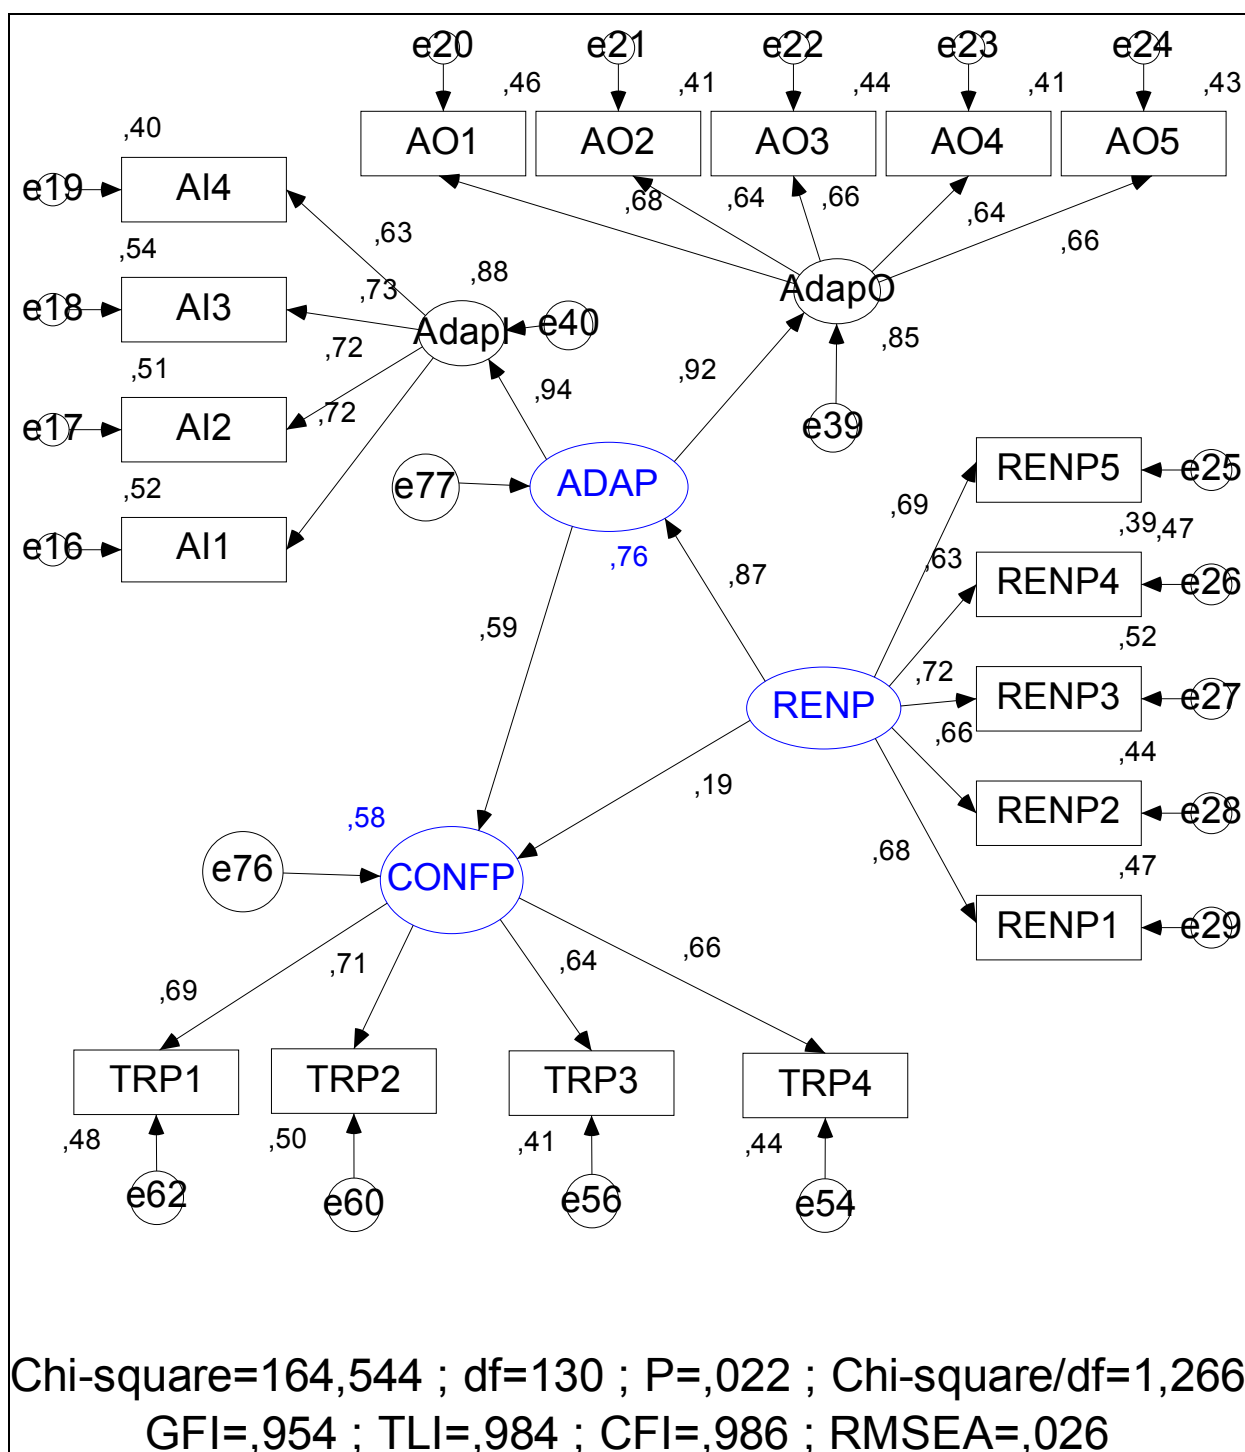 e20 e21 e22 e23 e24
,46 ,41 ,44 ,41 ,43
AO1 AO2 AO3 AO4 AO5
,40
e19 AI4
,68 ,64 ,66 ,64 ,66
,63
,54
e18 AI3
,73 ,88
AdapI e40
AdapO
,85
,72
,51
e17 AI2
,72
,94 ,92
e39
e77 ADAP
,52
e16 AI1
,76
,87
RENP5 e25
,69
,39 ,47
,63
RENP4 e26
,59
,52
,72
RENP RENP3 e27
,66
,44
,19
RENP2 e28
,68
,47
RENP1 e29
,58
e76 CONFP
,69 ,71 ,64 ,66
TRP1 TRP2 TRP3 TRP4
,48 ,50 ,41 ,44
e62 e60 e56 e54
Chi-square=164,544 ; df=130 ; P=,022 ; Chi-square/df=1,266
GFI=,954 ; TLI=,984 ; CFI=,986 ; RMSEA=,026